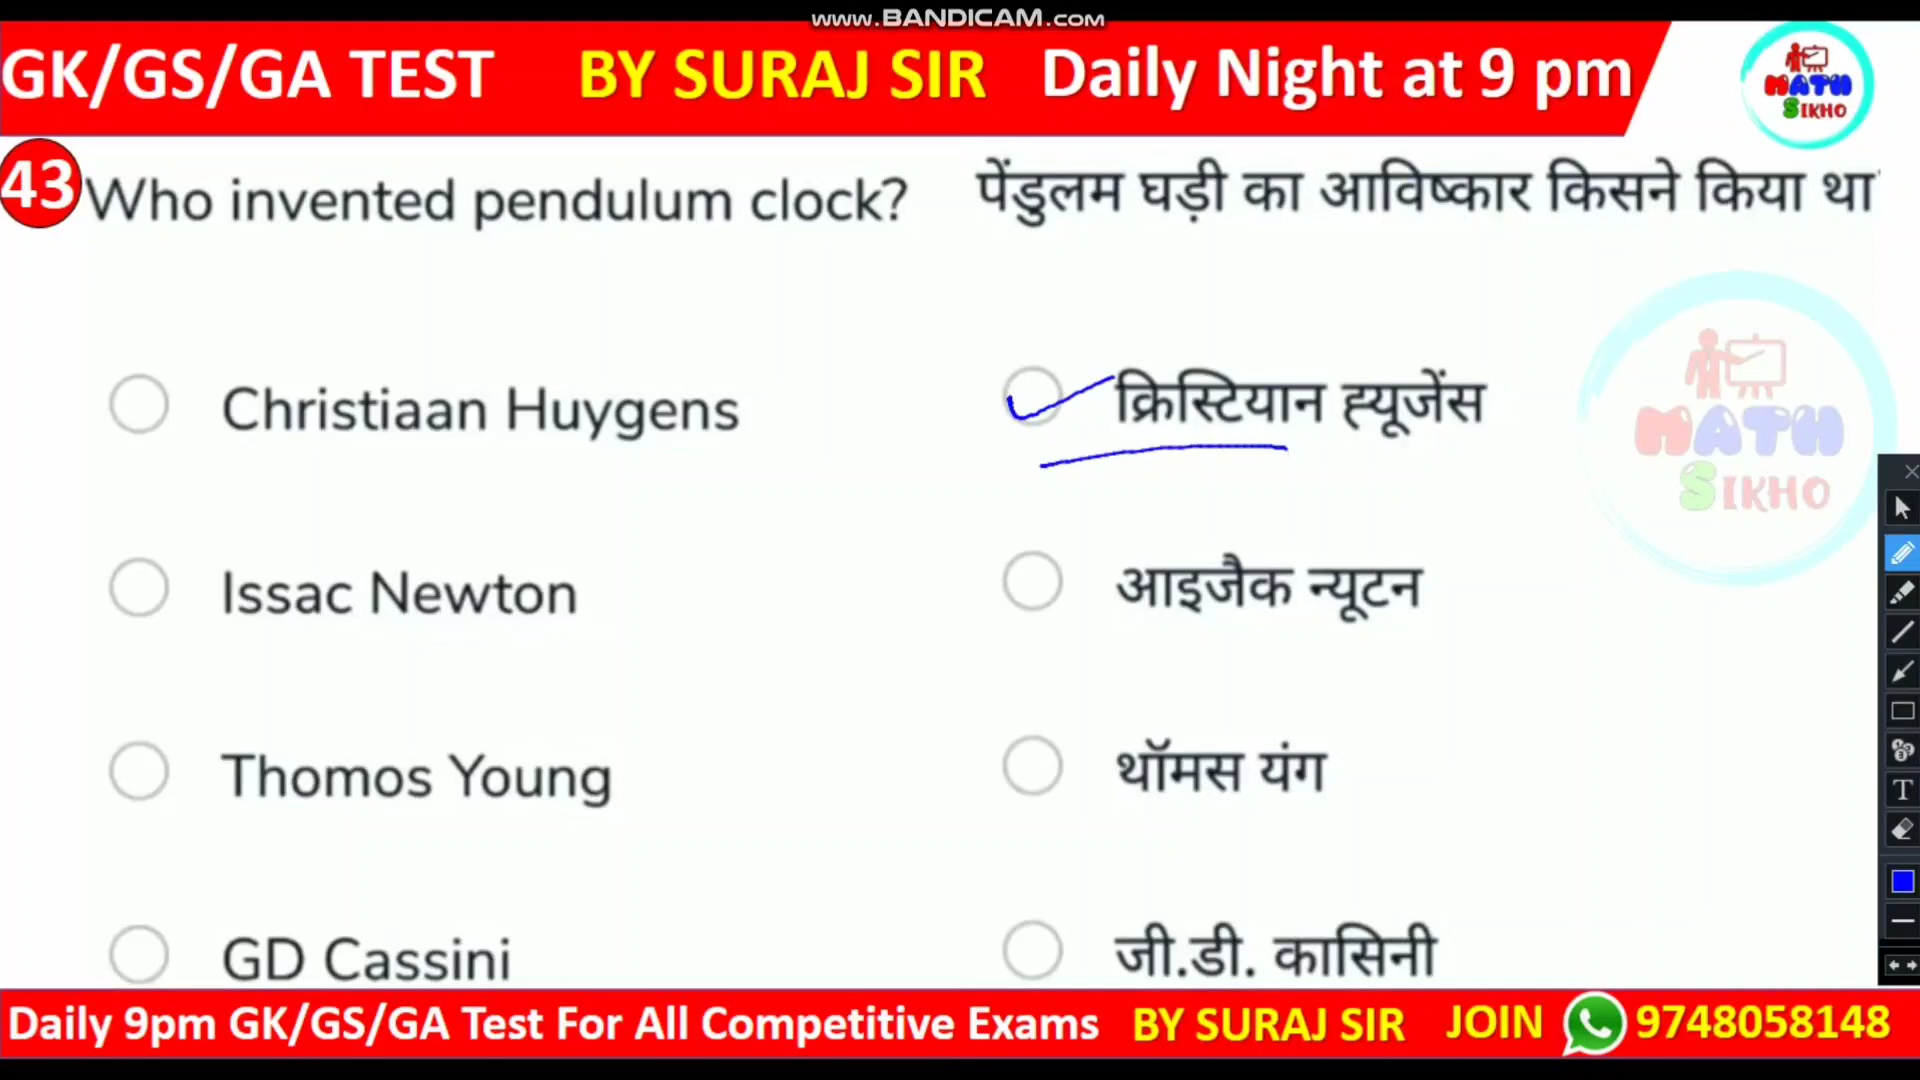 www.BANDICAM.com
GK/GS/GA TEST BY SURAJ SIR Daily Night at 9 pm
MATH
SIKHO
43 Who invented pendulum clock? पेंडुलम घड़ी का आविष्कार किसने किया था
Christiaan Huygens क्रिस्टियान ह्यूजेंस
MATH
SIKHO
Issac Newton आइजैक न्यूटन
Thomos Young थॉमस यंग
GD Cassini जी.डी. कासिनी
Daily 9pm GK/GS/GA Test For All Competitive Exams BY SURAJ SIR JOIN 9748058148